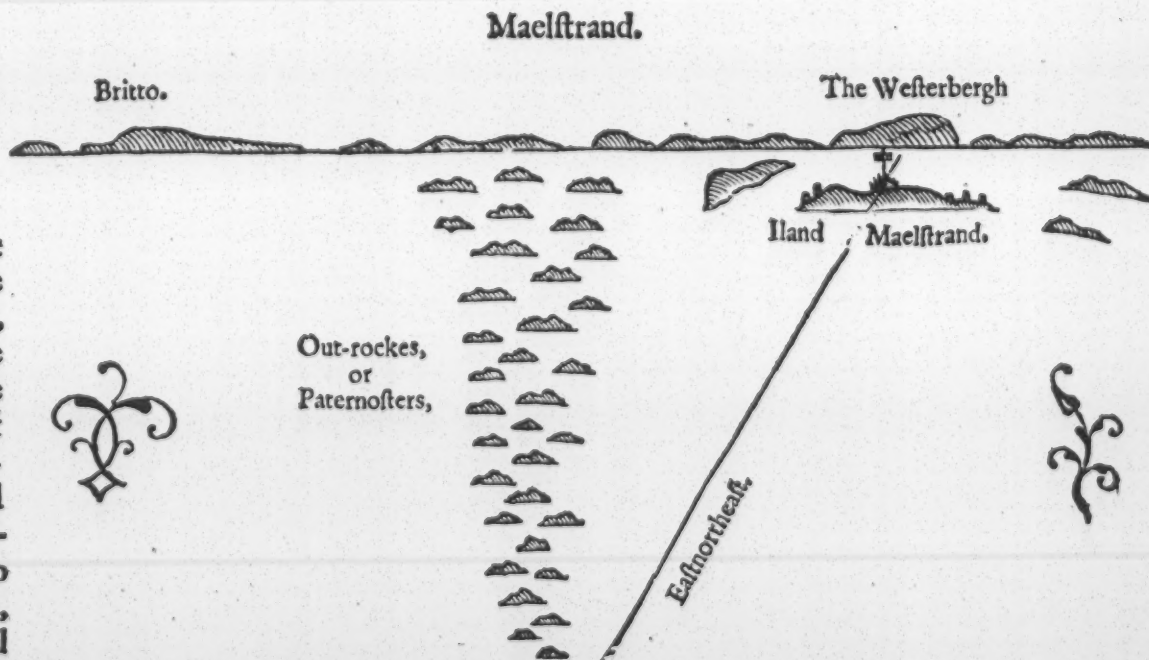 Maelſtrand.
Britto.
The Weſterbergh
Iland Maelſtrand.
Out-rockes,
or
Paternoſters,
Eaſtnortheaſt.